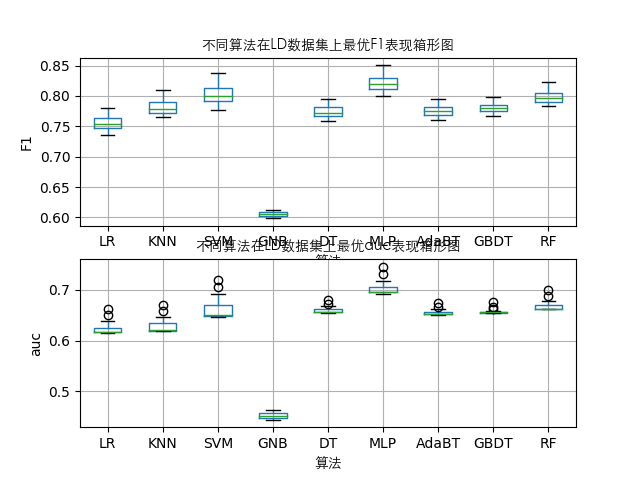 不同算法在LD数据集上最优F1表现箱形图
0.85
0.80
0.75
0.70
0.65
0.60
F1
LR KNN SVM GNB DT MLP AdaBT GBDT RF
算法
不同算法在LD数据集上最优auc表现箱形图
0.7
0.6
0.5
auc
LR KNN SVM GNB DT MLP AdaBT GBDT RF
算法